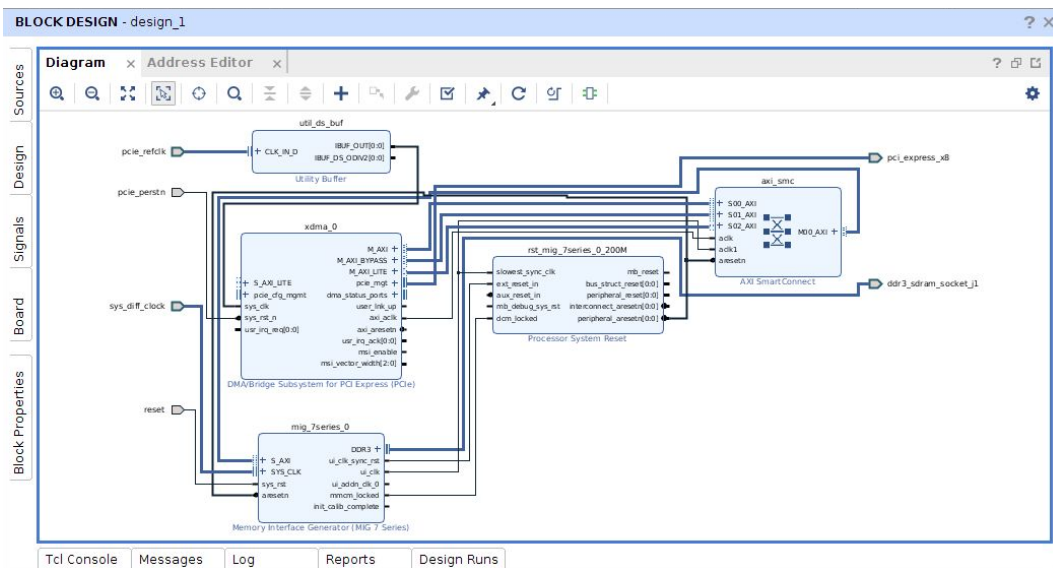 BLOCK DESIGN - design_1
? ×
Sources
Design
Signals
Board
Block Properties
Diagram × Address Editor ×
?
pcie_refclk
pcie_perstn
sys_diff_clock
reset
util_ds_buf
CLK_IN_D
IBUF_OUT[0:0]
IBUF_DS_ODIV2[0:0]
Utility Buffer
xdma_0
M_AXI
M_AXI_BYPASS
M_AXI_LITE
S_AXI_LITE
pcie_mgt
pcie_cfg_mgmt
dma_status_ports
sys_clk
user_lnk_up
sys_rst_n
axi_aclk
usr_irq_req[0:0]
axi_aresetn
usr_irq_ack[0:0]
msi_enable
msi_vector_width[2:0]
DMA/Bridge Subsystem for PCI Express (PCIe)
mig_7series_0
DDR3
S_AXI
ui_clk_sync_rst
SYS_CLK
ui_clk
sys_rst
ui_addn_clk_0
aresetn
mmcm_locked
init_calib_complete
Memory Interface Generator (MIG 7 Series)
rst_mig_7series_0_200M
slowest_sync_clk
mb_reset
ext_reset_in
bus_struct_reset[0:0]
aux_reset_in
peripheral_reset[0:0]
mb_debug_sys_rst
interconnect_aresetn[0:0]
dcm_locked
peripheral_aresetn[0:0]
Processor System Reset
axi_smc
S00_AXI
S01_AXI
S02_AXI
M00_AXI
aclk
aclk1
aresetn
AXI SmartConnect
pci_express_x8
ddr3_sdram_socket_j1
Tcl Console Messages Log Reports Design Runs